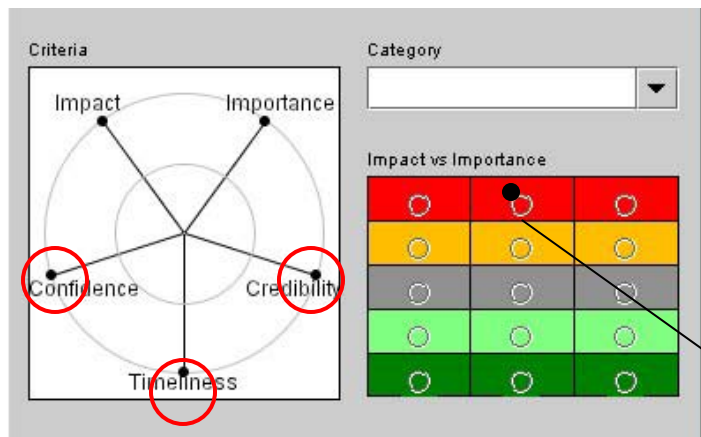 Criteria
Impact
Importance
Confidence
Credibility
Timeliness
Category
Impact vs Importance